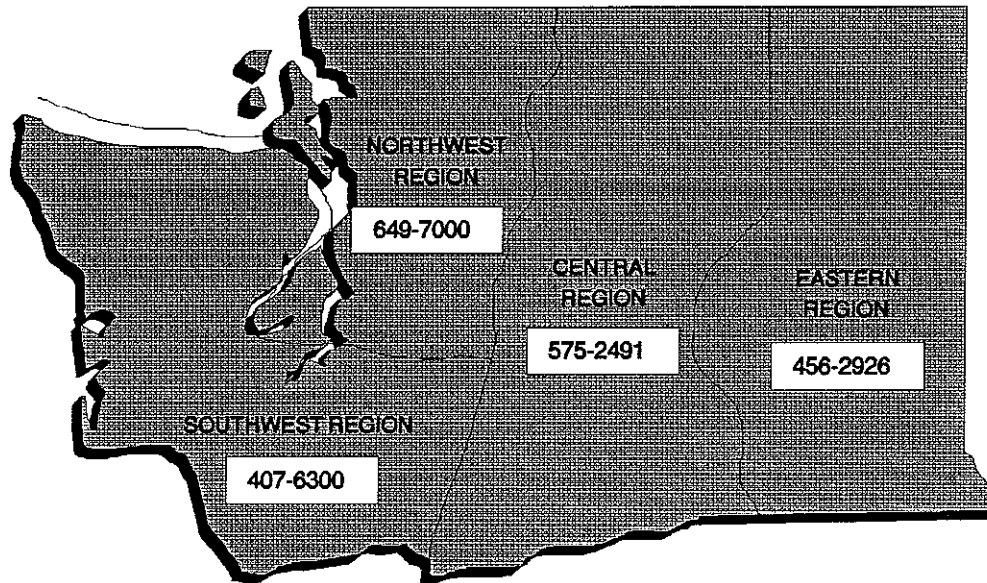 NORTHWEST
REGION
649-7000
CENTRAL
REGION
575-2491
EASTERN
REGION
456-2926
SOUTHWEST REGION
407-6300